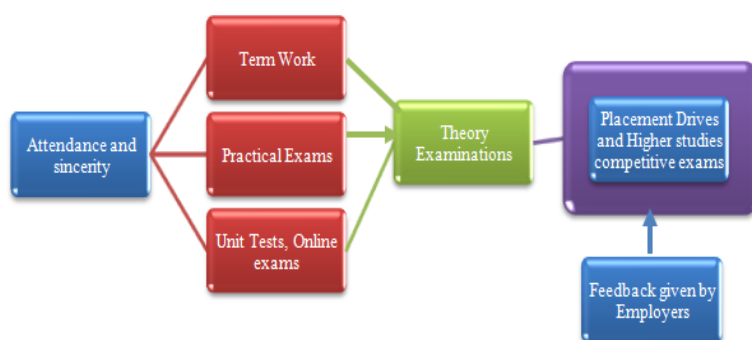 Attendance and
sincerity
Term Work
Practical Exams
Unit Tests, Online
exams
Theory
Examinations
Placement Drives
and Higher studies
competitive exams
Feedback given by
Employers